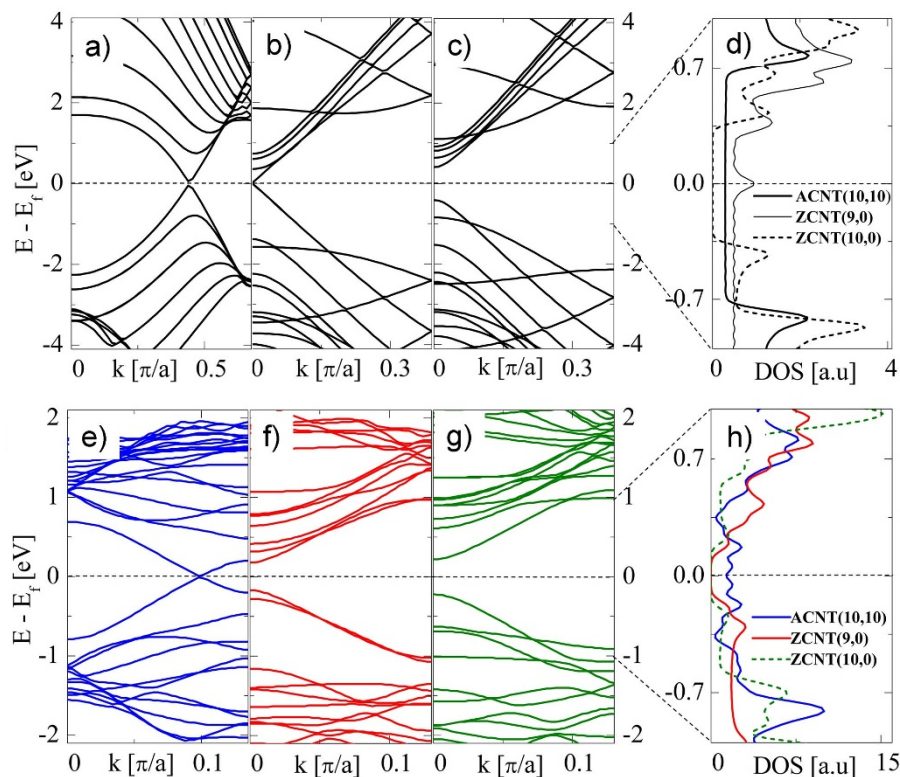 a) b) c) d)
4
2
0
-2
-4
E - E_f [eV]
0 k [π/a] 0.5
0 k [π/a] 0.3
0 k [π/a] 0.3
4
2
0
-2
-4
0.7
0.0
-0.7
ACNT(10,10)
ZCNT(9,0)
ZCNT(10,0)
0 DOS [a.u] 4
e) f) g) h)
2
1
0
-1
-2
E - E_f [eV]
0 k [π/a] 0.1
0 k [π/a] 0.1
0 k [π/a] 0.1
2
1
0
-1
-2
0.7
0.0
-0.7
ACNT(10,10)
ZCNT(9,0)
ZCNT(10,0)
0 DOS [a.u] 15